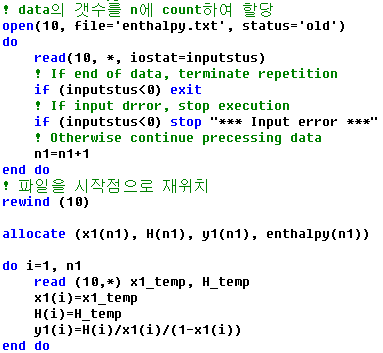 ! data의 갯수를 n에 count하여 할당
open(10, file='enthalpy.txt', status='old')
do
read(10, *, iostat=inputstus)
! If end of data, terminate repetition
if (inputstus<0) exit
! If input drror, stop execution
if (inputstus<0) stop "*** Input error ***"
! Otherwise continue precessing data
n1=n1+1
end do
! 파일을 시작점으로 재위치
rewind (10)
allocate (x1(n1), H(n1), y1(n1), enthalpy(n1))
do i=1, n1
read (10,*) x1_temp, H_temp
x1(i)=x1_temp
H(i)=H_temp
y1(i)=H(i)/x1(i)/(1-x1(i))
end do